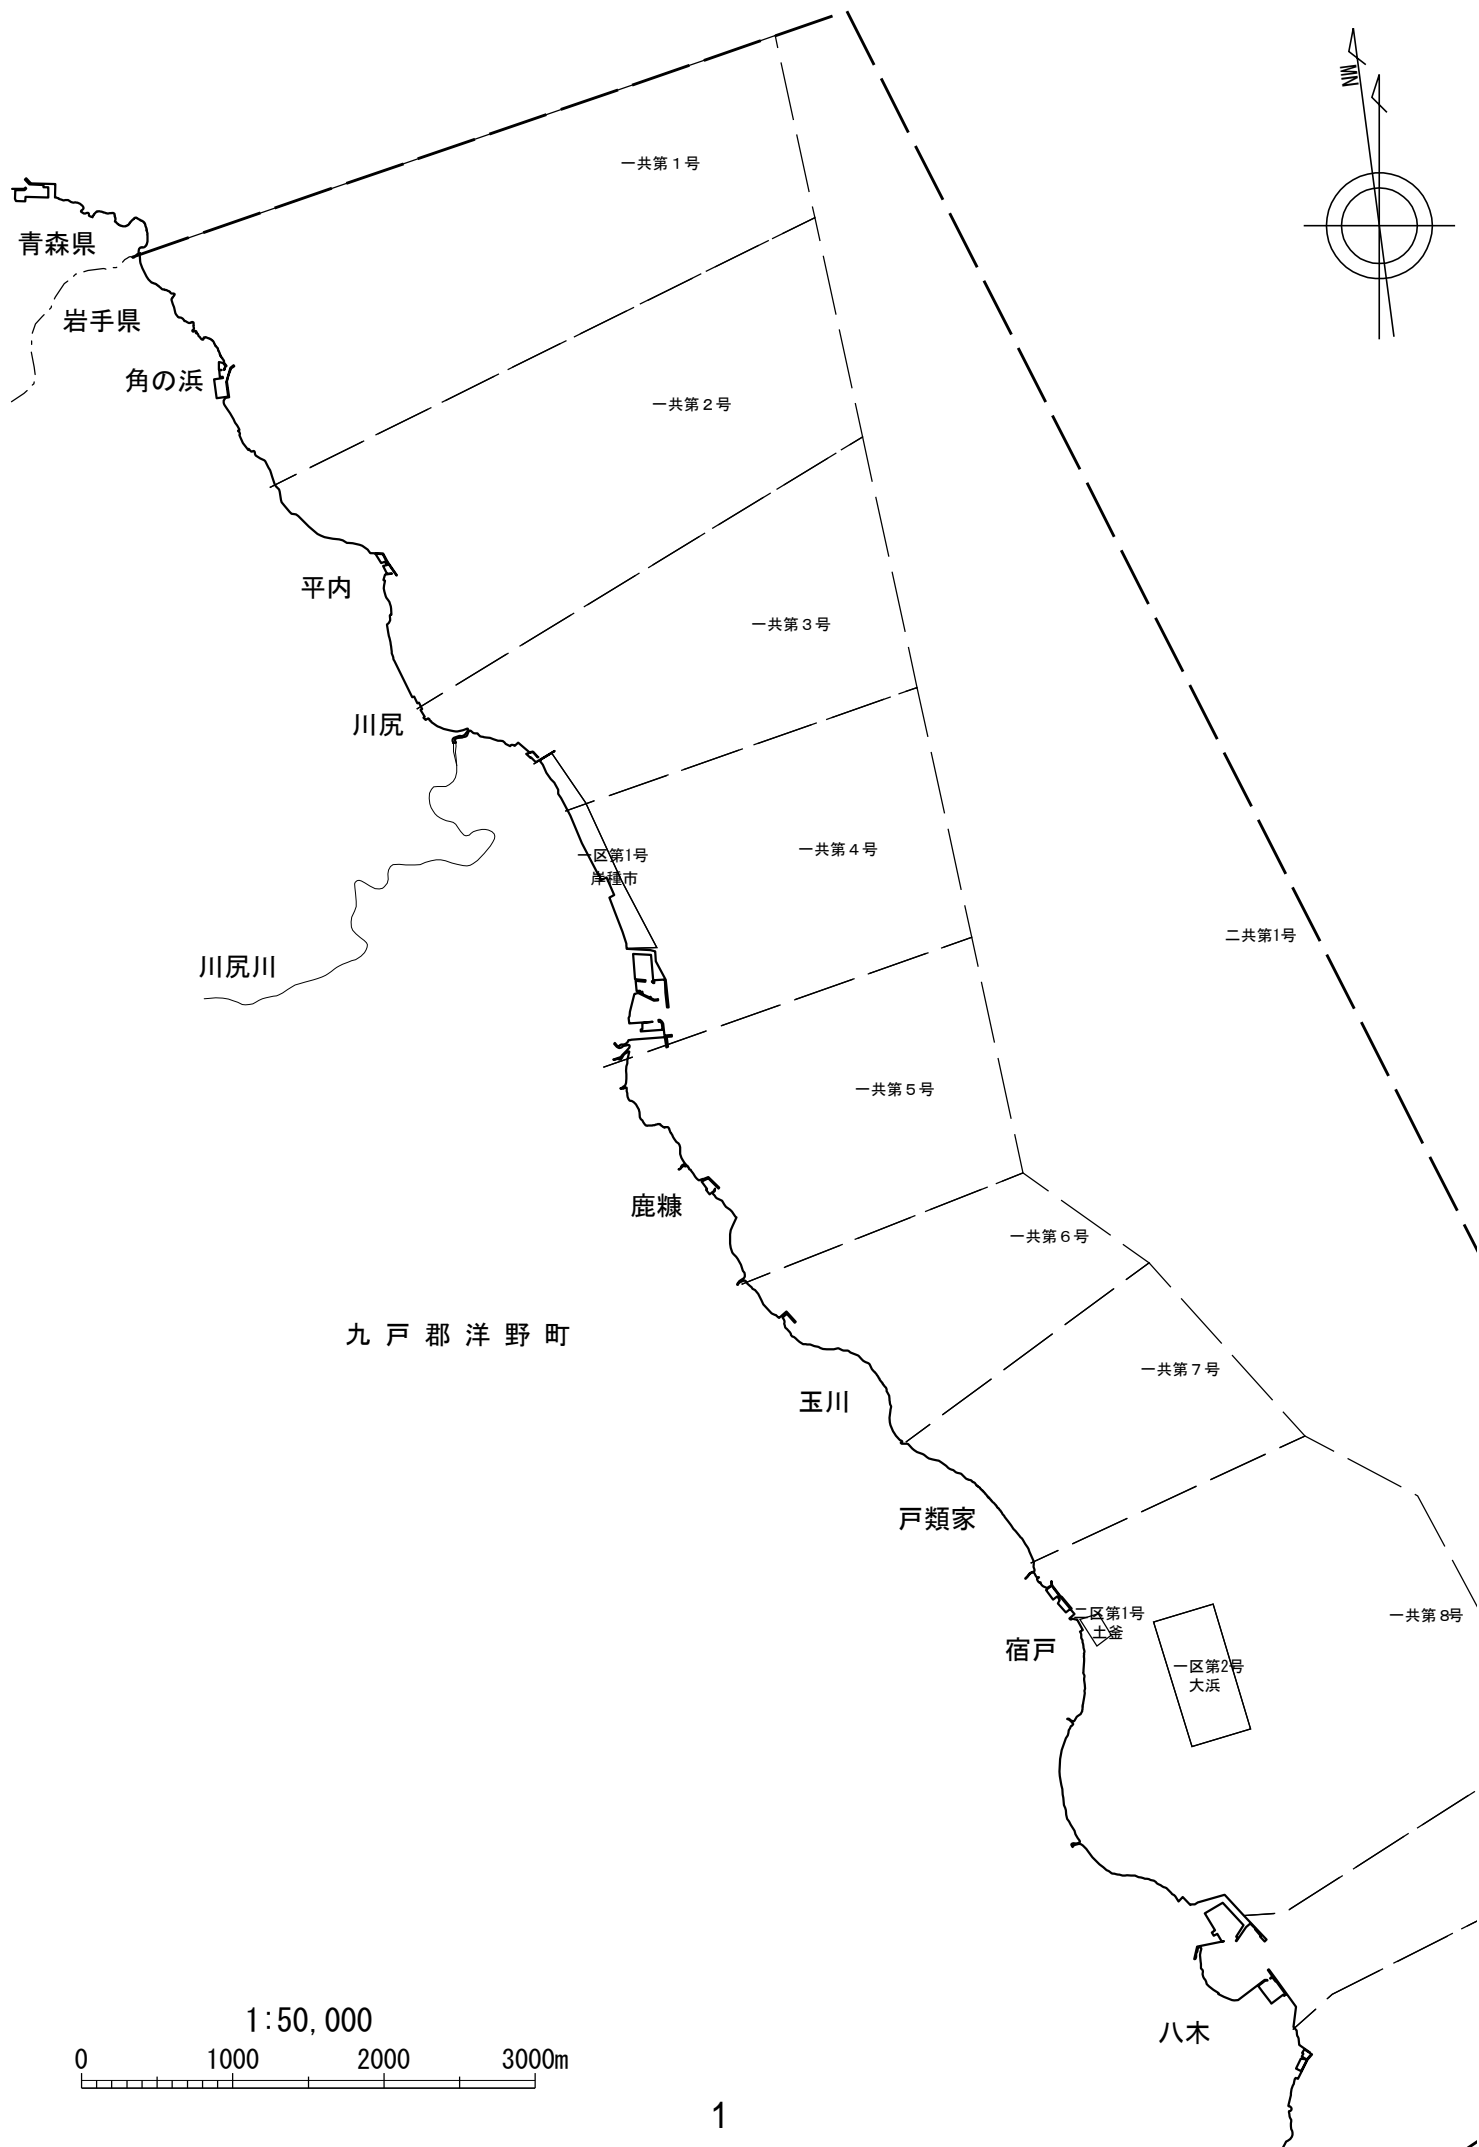 MN
一共第１号
青森県
岩手県
角の浜
一共第２号
平内
一共第３号
川尻
一区第1号
岸種市
一共第４号
二共第1号
川尻川
一共第５号
鹿糠
一共第６号
九戸郡洋野町
一共第７号
玉川
戸類家
二区第1号
土釜
一共第8号
宿戸
一区第2号
大浜
八木
1:50,000
0 1000 2000 3000m
1